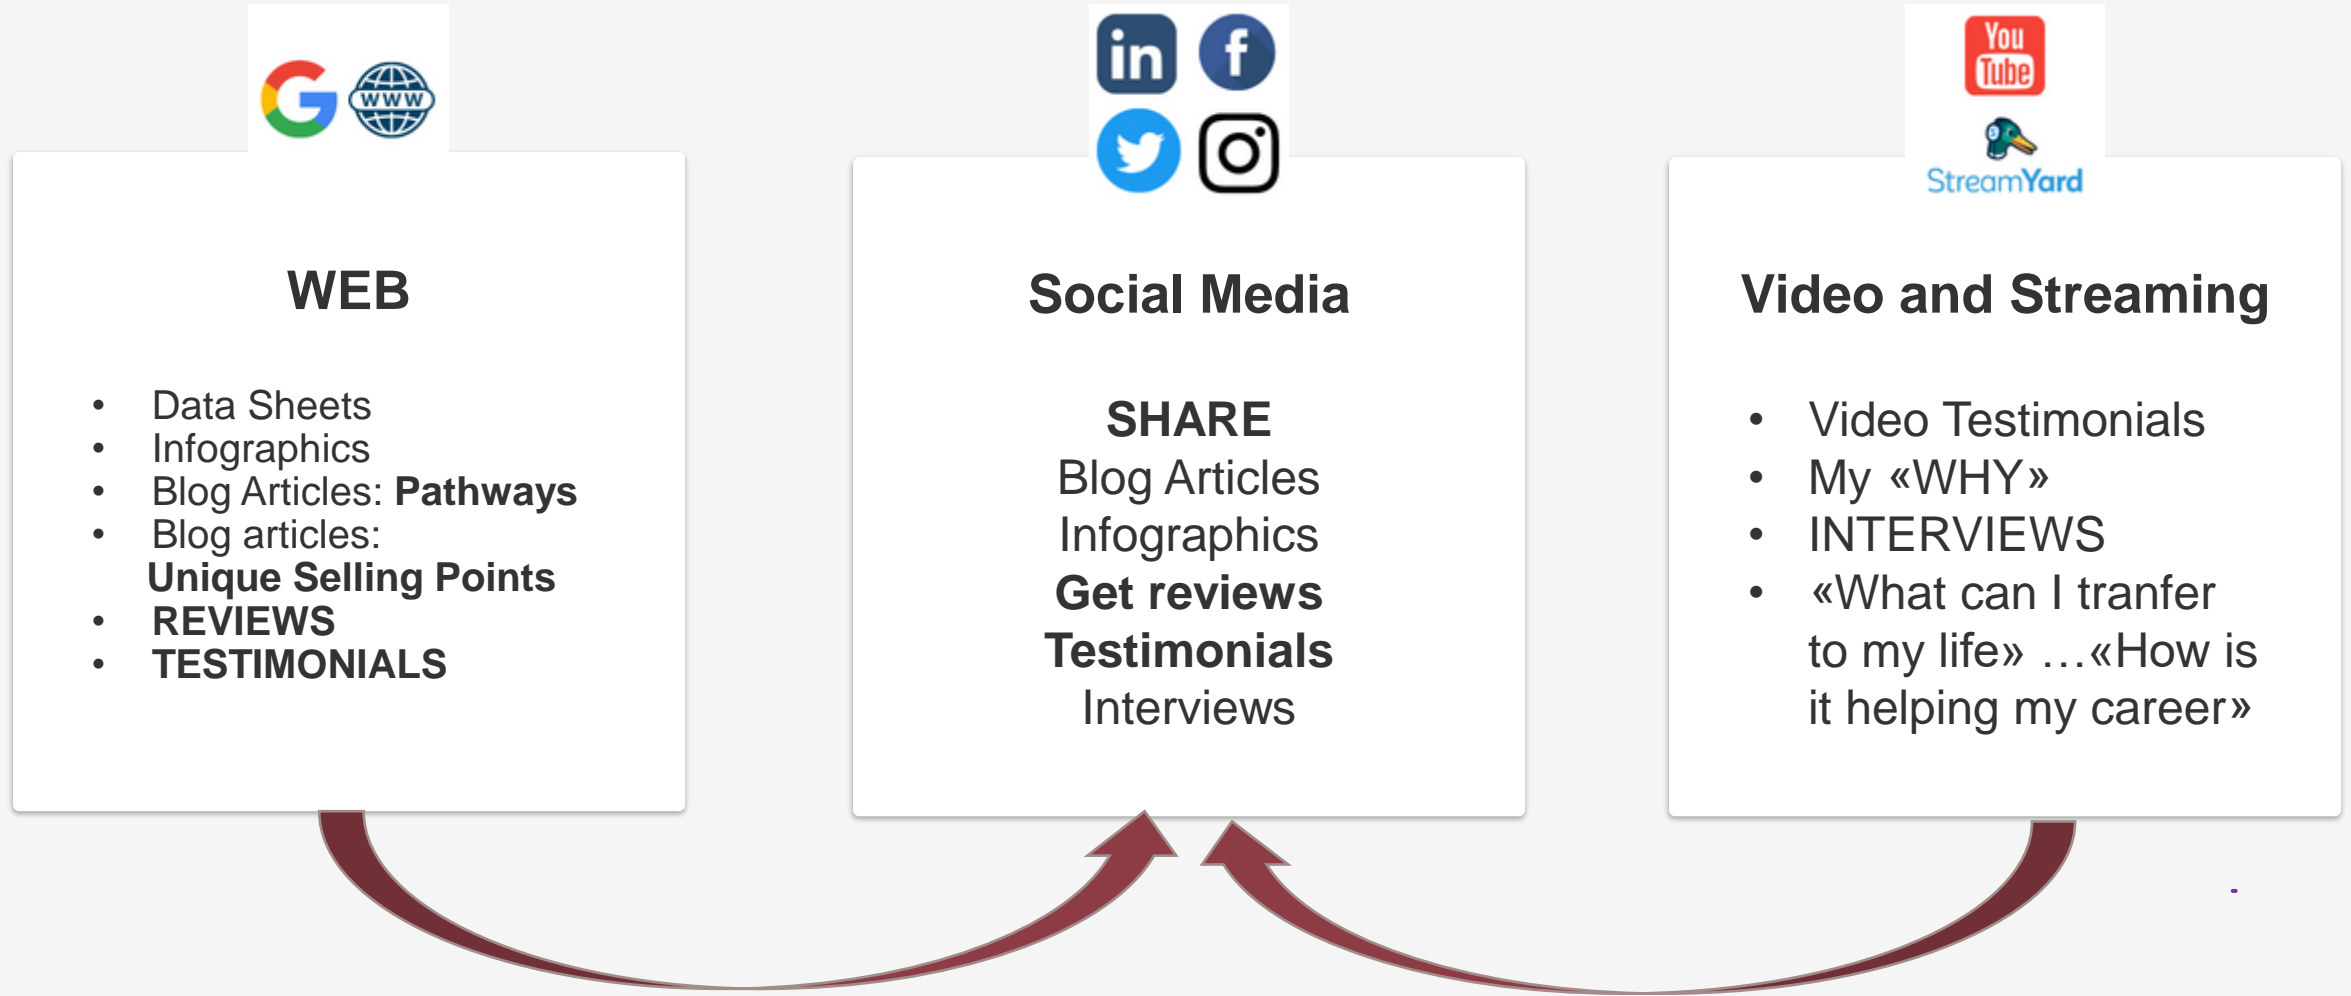 WWW
in
f
You
Tube
StreamYard
WEB
• Data Sheets
• Infographics
• Blog Articles: Pathways
• Blog articles:
Unique Selling Points
• REVIEWS
• TESTIMONIALS
Social Media
SHARE
Blog Articles
Infographics
Get reviews
Testimonials
Interviews
Video and Streaming
• Video Testimonials
• My «WHY»
• INTERVIEWS
• «What can I tranfer
to my life» …«How is
it helping my career»